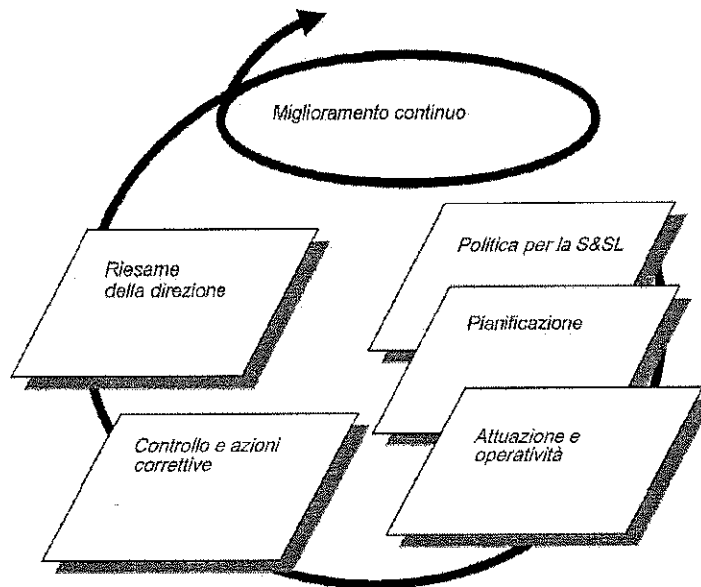 Miglioramento continuo
Politica per la S&SL
Pianificazione
Attuazione e
operatività
Controllo e azioni
correttive
Riesame
della direzione